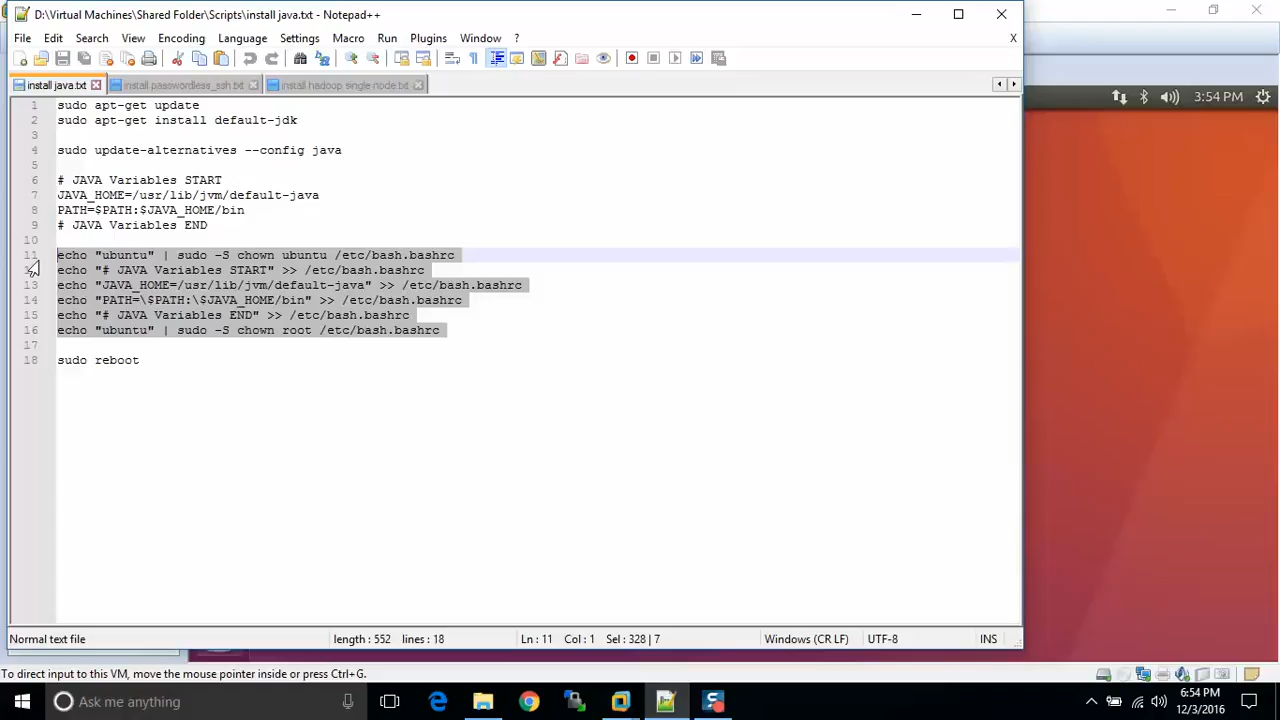 D:\Virtual Machines\Shared Folder\Scripts\install java.txt - Notepad++
File Edit Search View Encoding Language Settings Macro Run Plugins Window ? X
install java.txt install passwordless_ssh.txt install hadoop single node.txt
3:54 PM
1 sudo apt-get update
2 sudo apt-get install default-jdk
3
4 sudo update-alternatives --config java
5
6 # JAVA Variables START
7 JAVA_HOME=/usr/lib/jvm/default-java
8 PATH=$PATH:$JAVA_HOME/bin
9 # JAVA Variables END
10
11 echo "ubuntu" | sudo -S chown ubuntu /etc/bash.bashrc
echo "# JAVA Variables START" >> /etc/bash.bashrc
13 echo "JAVA_HOME=/usr/lib/jvm/default-java" >> /etc/bash.bashrc
14 echo "PATH=\$PATH:\$JAVA_HOME/bin" >> /etc/bash.bashrc
15 echo "# JAVA Variables END" >> /etc/bash.bashrc
16 echo "ubuntu" | sudo -S chown root /etc/bash.bashrc
17
18 sudo reboot
Normal text file length : 552 lines : 18 Ln : 11 Col : 1 Sel : 328 | 7 Windows (CR LF) UTF-8 INS
To direct input to this VM, move the mouse pointer inside or press Ctrl+G.
Ask me anything
6:54 PM
12/3/2016